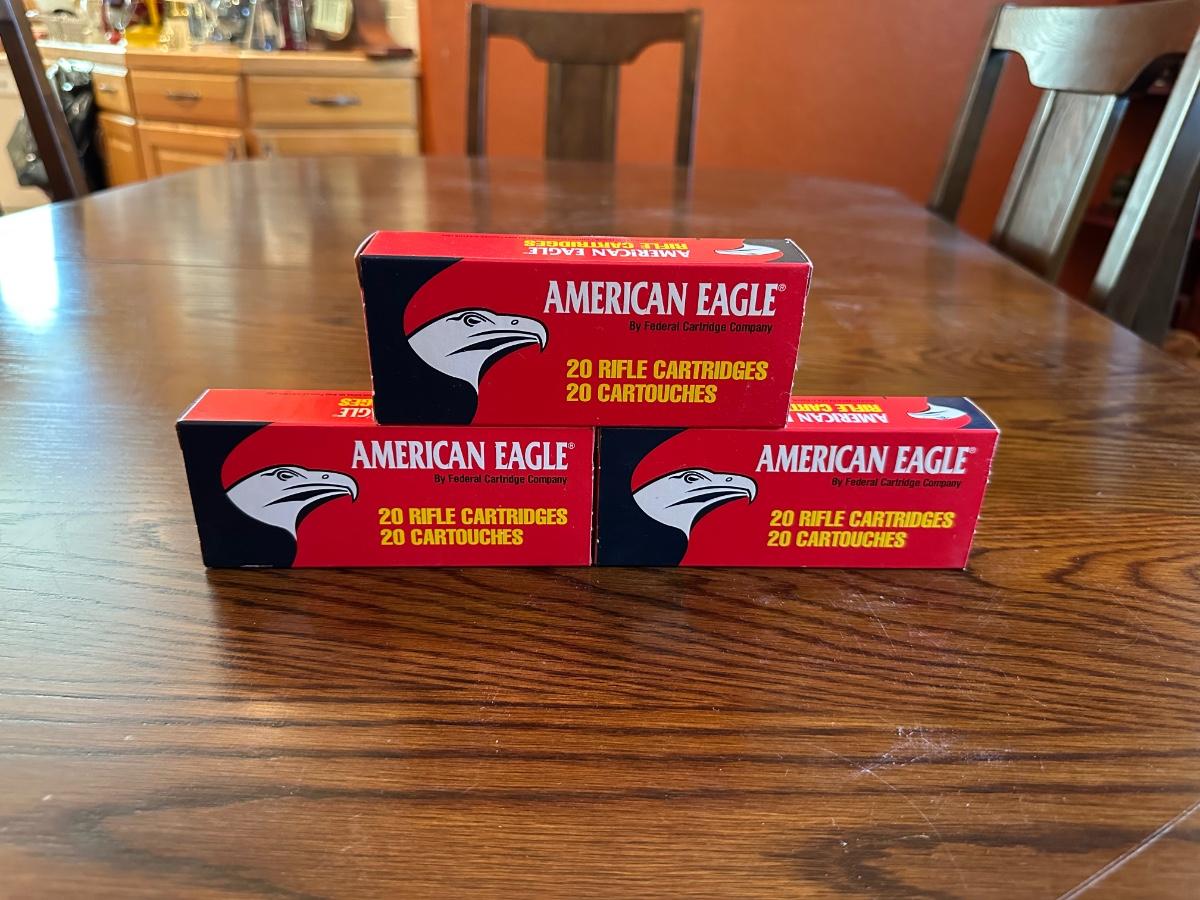 RIFLE CARTRIDGES
AMERICAN EAGLE
AMERICAN EAGLE®
By Federal Cartridge Company
20 RIFLE CARTRIDGES
20 CARTOUCHES
AMERICAN EAGLE®
By Federal Cartridge Company
20 RIFLE CARTRIDGES
20 CARTOUCHES
AMERICAN EAGLE®
By Federal Cartridge Company
20 RIFLE CARTRIDGES
20 CARTOUCHES